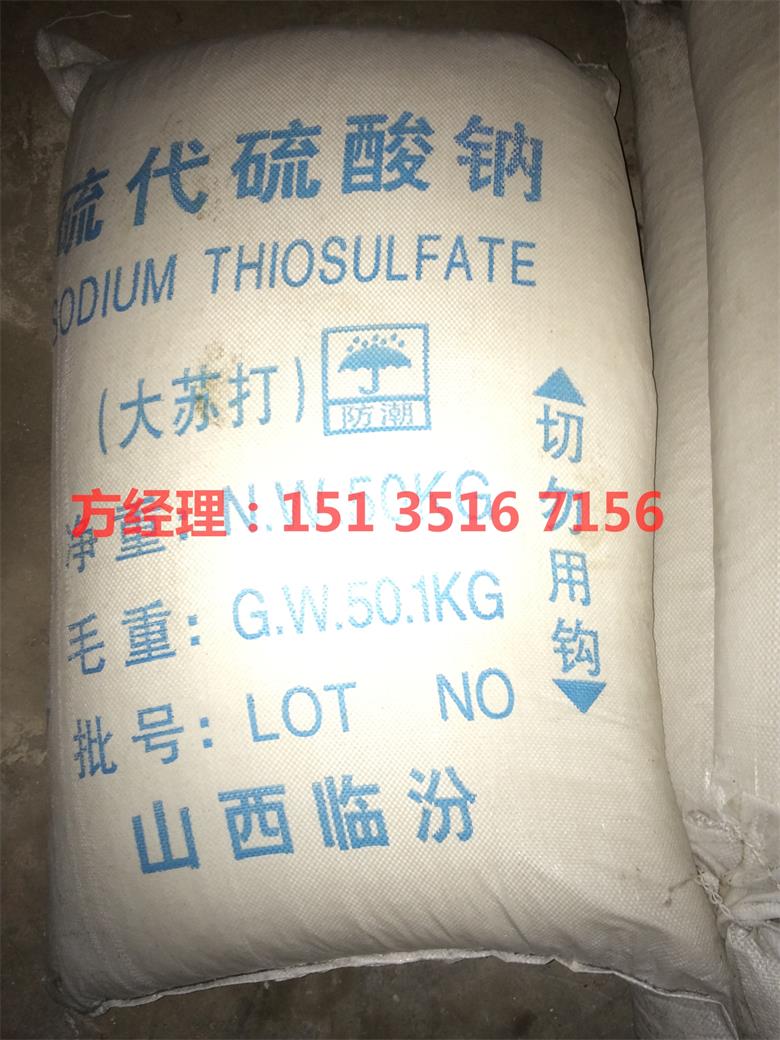 硫代硫酸钠
SODIUM THIOSULFATE
(大苏打)
防潮
切勿用钩
净重: N.W.50KG
方经理：151 3516 7156
毛重: G.W.50.1KG
批号: LOT NO
山西临汾